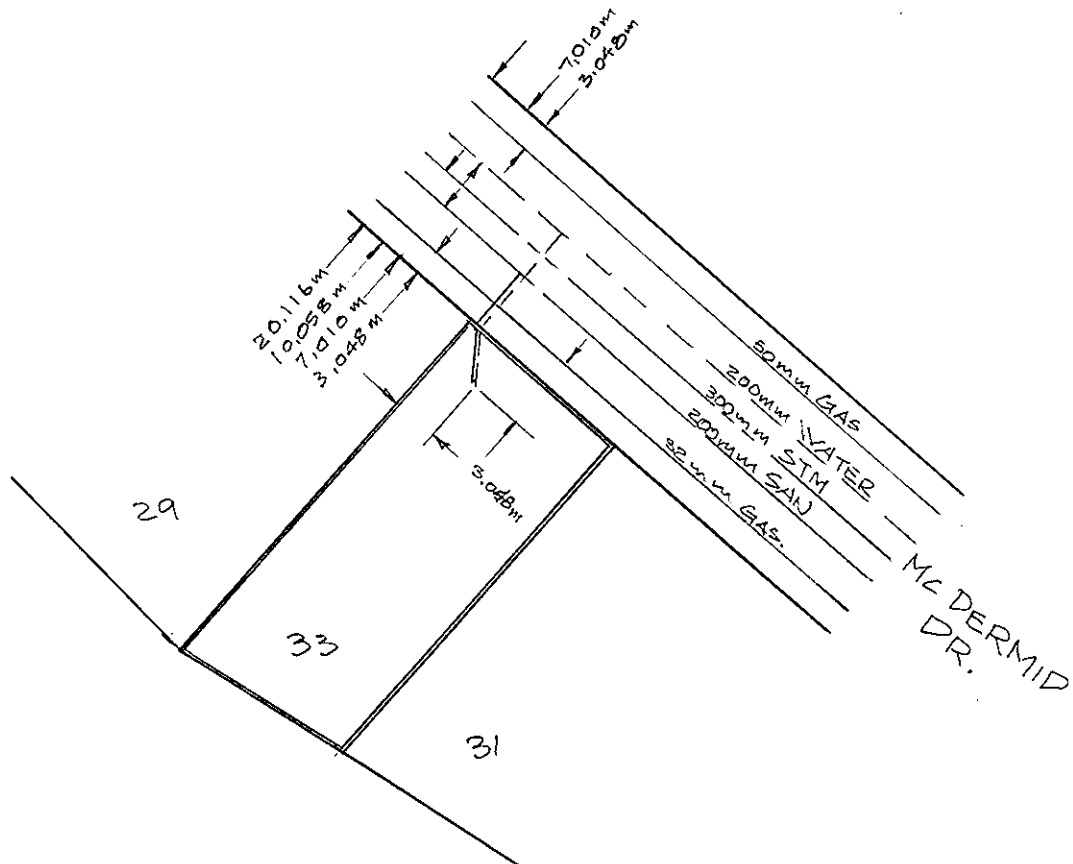 7.010m
3.048m
20.116m
10.058m
7.010m
3.048m
50mm GAS
200mm WATER
300mm STM
200mm SAN
32mm GAS.
3.048m
29
33
31
MC DERMID
DR.